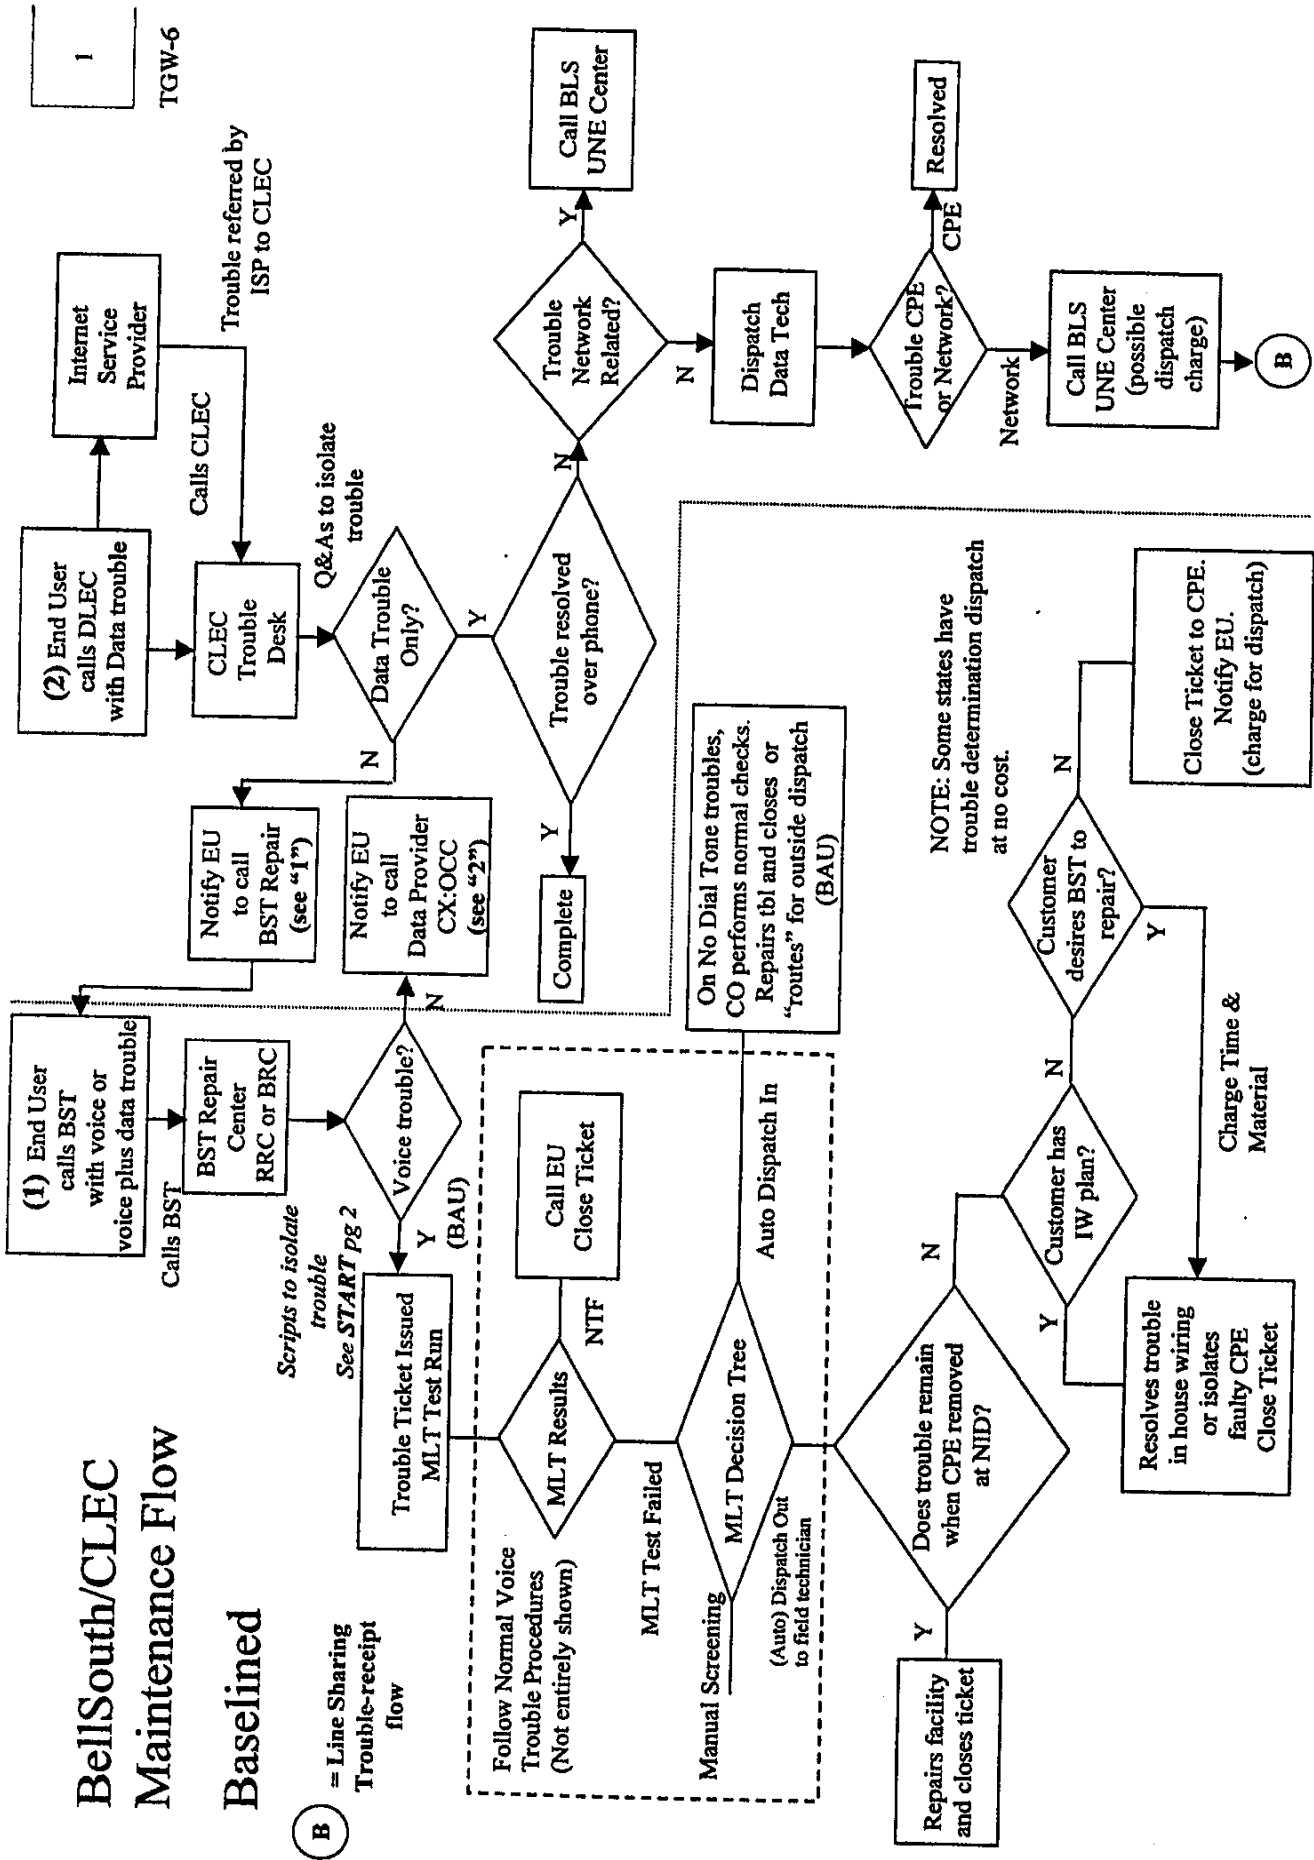 BellSouth/CLEC
Maintenance Flow
Baselined
B
= Line Sharing
Trouble-receipt
flow
1
TGW-6
(1) End User
calls BST
with voice or
voice plus data trouble
Calls BST
BST Repair
Center
RRC or BRC
Scripts to isolate
trouble
See START pg 2
Voice trouble?
Y
(BAU)
N
Trouble Ticket Issued
MLT Test Run
Notify EU
to call
BST Repair
(see “1”)
Notify EU
to call
Data Provider
CX:OCC
(see “2”)
(2) End User
calls DLEC
with Data trouble
Internet
Service
Provider
Trouble referred by
ISP to CLEC
Calls CLEC
CLEC
Trouble
Desk
Q&As to isolate
trouble
Data Trouble
Only?
N
Y
Trouble resolved
over phone?
Y
Complete
N
Trouble
Network
Related?
Y
Call BLS
UNE Center
N
Dispatch
Data Tech
Trouble CPE
or Network?
CPE
Resolved
Network
Call BLS
UNE Center
(possible
dispatch
charge)
B
Follow Normal Voice
Trouble Procedures
(Not entirely shown)
MLT Results
NTF
Call EU
Close Ticket
MLT Test Failed
MLT Decision Tree
Manual Screening
(Auto) Dispatch Out
to field technician
Auto Dispatch In
On No Dial Tone troubles,
CO performs normal checks.
Repairs tbl and closes or
“routes” for outside dispatch
(BAU)
Does trouble remain
when CPE removed
at NID?
Y
Repairs facility
and closes ticket
N
Customer has
IW plan?
Y
N
Resolves trouble
in house wiring
or isolates
faulty CPE
Close Ticket
Customer
desires BST to
repair?
Y
Charge Time &
Material
N
NOTE: Some states have
trouble determination dispatch
at no cost.
Close Ticket to CPE.
Notify EU.
(charge for dispatch)